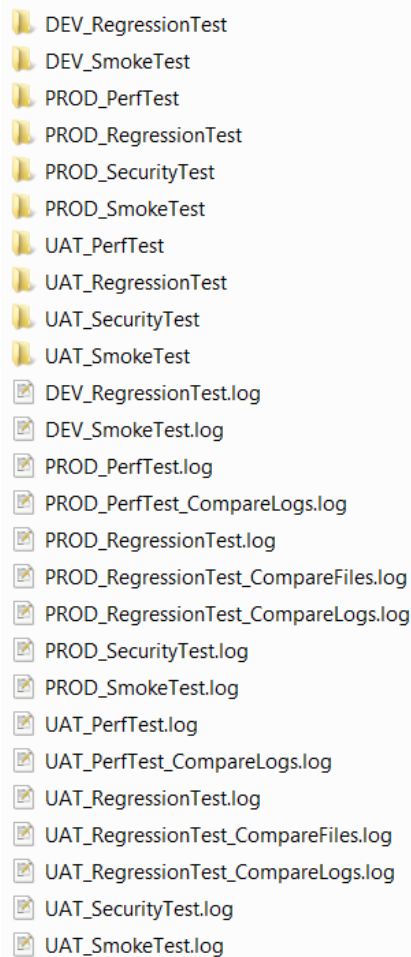 DEV_RegressionTest
DEV_SmokeTest
PROD_PerfTest
PROD_RegressionTest
PROD_SecurityTest
PROD_SmokeTest
UAT_PerfTest
UAT_RegressionTest
UAT_SecurityTest
UAT_SmokeTest
DEV_RegressionTest.log
DEV_SmokeTest.log
PROD_PerfTest.log
PROD_PerfTest_CompareLogs.log
PROD_RegressionTest.log
PROD_RegressionTest_CompareFiles.log
PROD_RegressionTest_CompareLogs.log
PROD_SecurityTest.log
PROD_SmokeTest.log
UAT_PerfTest.log
UAT_PerfTest_CompareLogs.log
UAT_RegressionTest.log
UAT_RegressionTest_CompareFiles.log
UAT_RegressionTest_CompareLogs.log
UAT_SecurityTest.log
UAT_SmokeTest.log